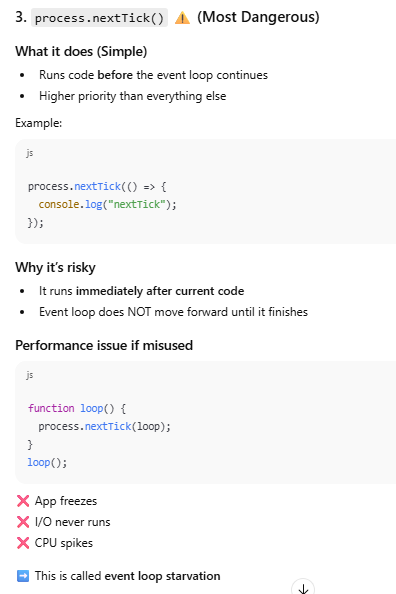 3. process.nextTick() ⚠️ (Most Dangerous)
What it does (Simple)
• Runs code before the event loop continues
• Higher priority than everything else
Example:
js
process.nextTick(() => {
  console.log("nextTick");
});
Why it's risky
• It runs immediately after current code
• Event loop does NOT move forward until it finishes
Performance issue if misused
js
function loop() {
  process.nextTick(loop);
}
loop();
❌ App freezes
❌ I/O never runs
❌ CPU spikes
➡️ This is called event loop starvation